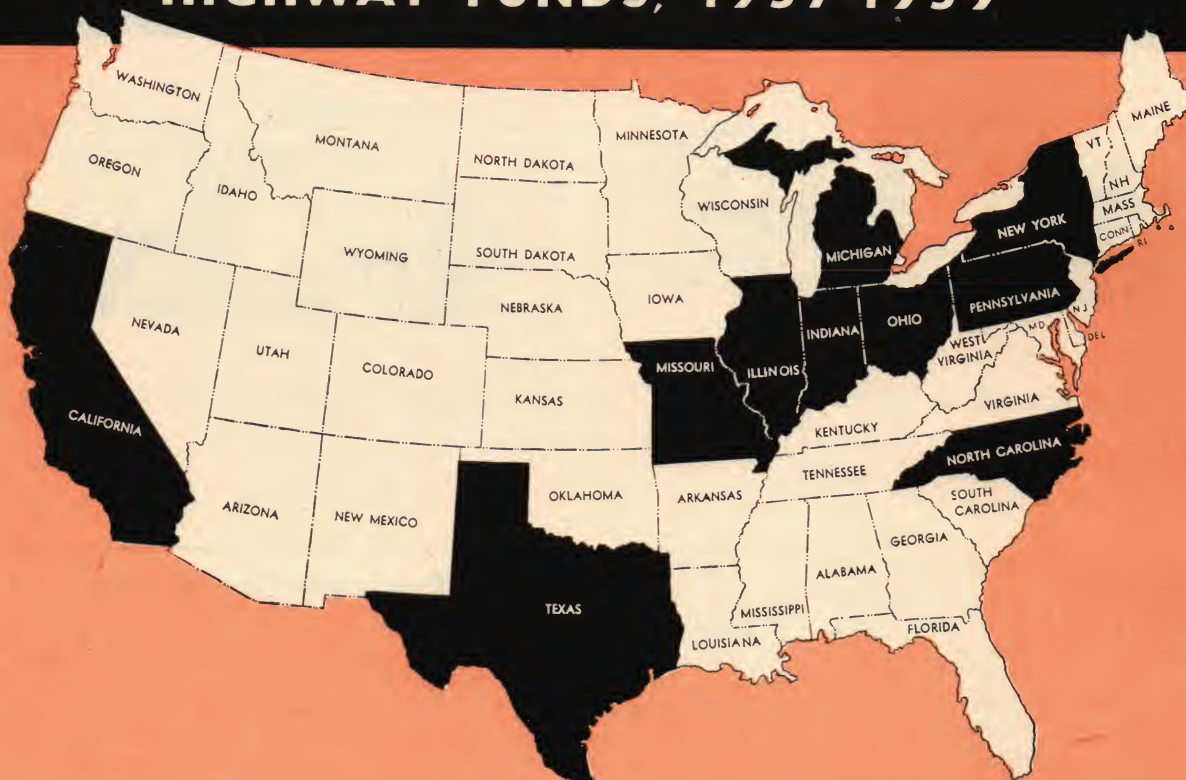 HIGHWAY FUNDS, 1957-1959
WASHINGTON
MONTANA
NORTH DAKOTA
MINNESOTA
MAINE
VT
OREGON
IDAHO
NH
WISCONSIN
MASS
NEW YORK
CONN
RI
WYOMING
SOUTH DAKOTA
MICHIGAN
IOWA
PENNSYLVANIA
NEBRASKA
NJ
NEVADA
INDIANA
OHIO
MD
DEL
UTAH
COLORADO
MISSOURI
ILLINOIS
WEST
VIRGINIA
KANSAS
VIRGINIA
CALIFORNIA
KENTUCKY
NORTH CAROLINA
TENNESSEE
ARIZONA
NEW MEXICO
OKLAHOMA
ARKANSAS
SOUTH
CAROLINA
GEORGIA
ALABAMA
TEXAS
MISSISSIPPI
LOUISIANA
FLORIDA